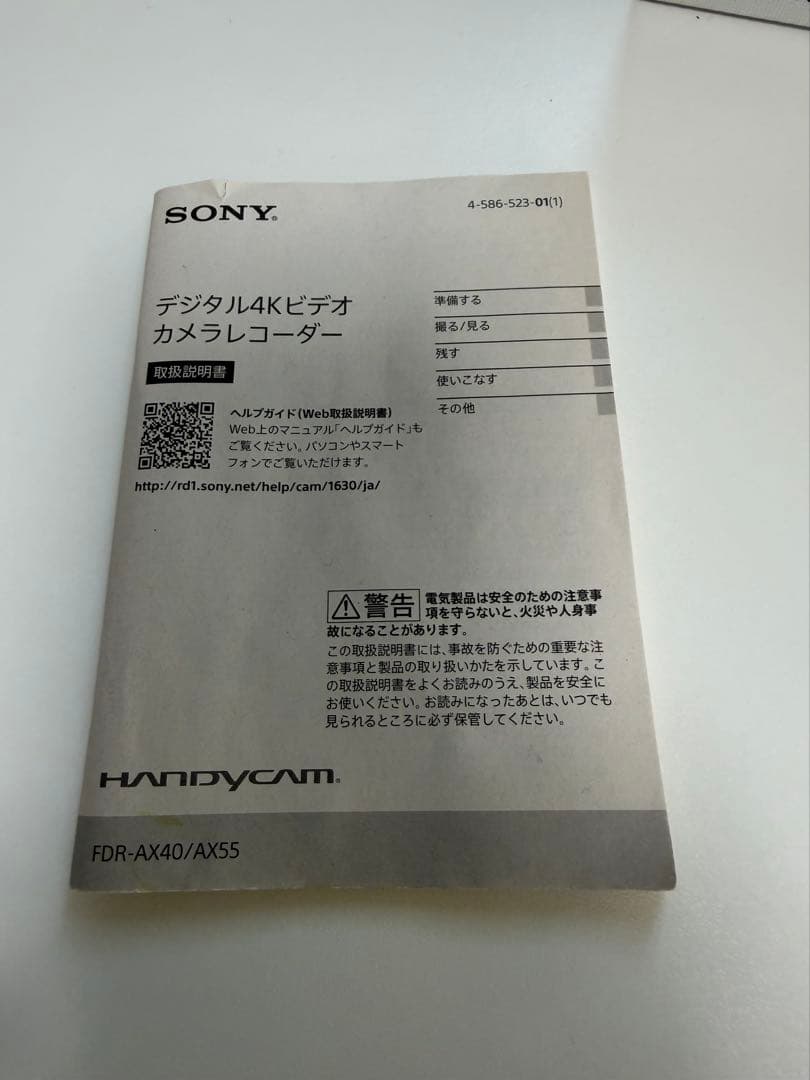 SONY®
4-586-523-01(1)
デジタル4Kビデオ
カメラレコーダー
取扱説明書
ヘルプガイド(Web取扱説明書)
Web上のマニュアル「ヘルプガイド」も
ご覧ください。パソコンやスマート
フォンでご覧いただけます。
http://rd1.sony.net/help/cam/1630/ja/
準備する
撮る/見る
残す
使いこなす
その他
警告
電気製品は安全のための注意事
項を守らないと、火災や人身事
故になることがあります。
この取扱説明書には、事故を防ぐための重要な注
意事項と製品の取り扱いかたを示しています。こ
の取扱説明書をよくお読みのうえ、製品を安全に
お使いください。お読みになったあとは、いつでも
見られるところに必ず保管してください。
HANDYCAM®
FDR-AX40/AX55